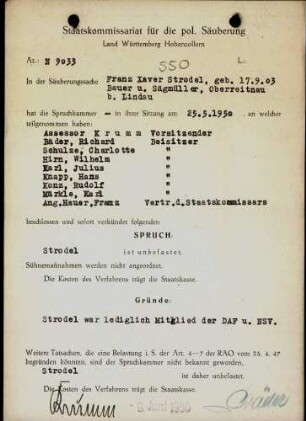 Staatskommissariat für die pol. Säuberung
Land Württemberg Hohenzollern
Az.: N 9033
550
In der Säuberungssache Franz Xaver Strodel, geb. 17.9.03
Bauer u. Sägmüller, Oberreitnau
b. Lindau
hat die Spruchkammer — in ihrer Sitzung am 25.5.1950 , an welcher
teilgenommen haben:
Assessor Krumm Vorsitzender
Bäder, Richard Beisitzer
Schulze, Charlotte "
Hirn, Wilhelm "
Karl, Julius "
Knapp, Hans "
Konz, Rudolf "
Märkle, Karl "
Ang.Hauer, Franz Vertr,d,Staatskommissars
beschlossen und sofort verkündet folgenden
SPRUCH:
Strodel ist unbelastet.
Sühnemaßnahmen werden nicht angeordnet.
Die Kosten des Verfahrens trägt die Staatskasse.
Gründe:
Strodel war lediglich Mitglied der DAF u. NSV.
Weitere Tatsachen, die eine Belastung i. S. der Art. 4—7 der RAO vom 25. 4. 47
begründen könnten, sind der Spruchkammer nicht bekannt geworden.
Strodel ist daher unbelastet.
Die Kosten des Verfahrens trägt die Staatskasse.
Krumm - 8. Juni 1950 Bäder